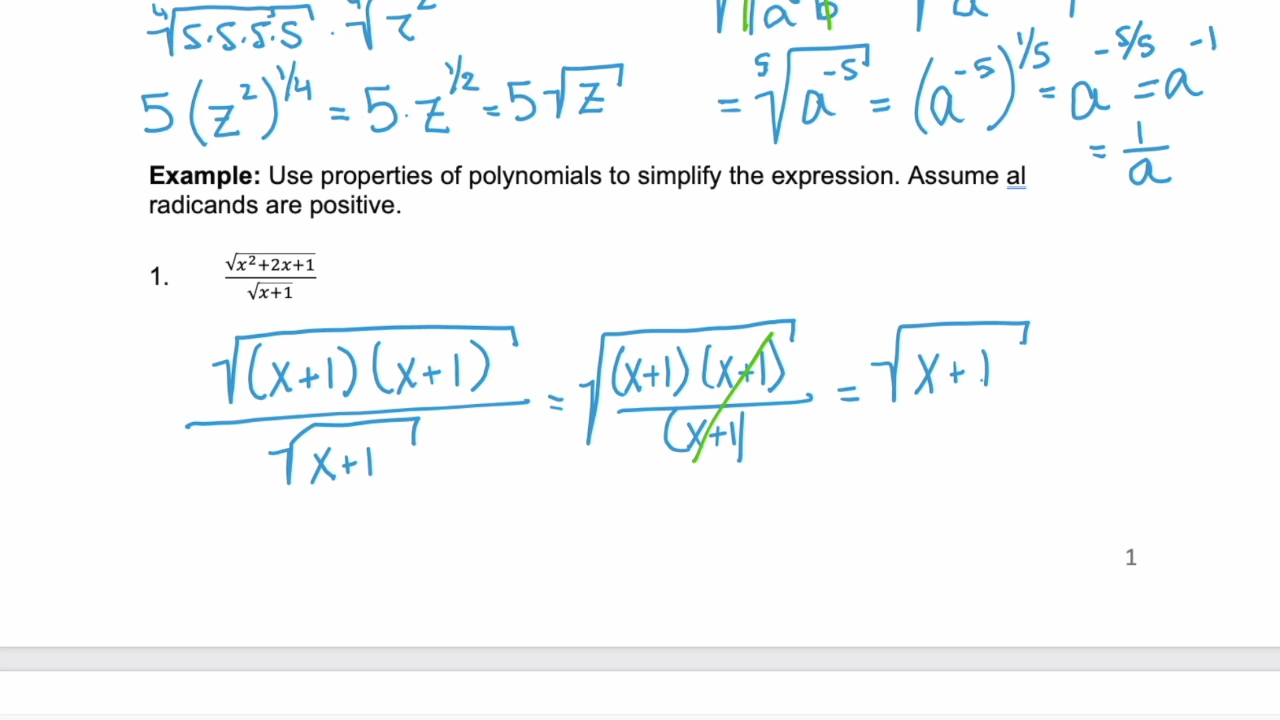 ∜(5.5.5.5) · ∜z²
5(z²)^1/4 = 5·z^1/2 = 5√z
= ⁵√(a^-5) = (a^-5)^1/5 = a^-5/5 = a^-1
= 1/a
Example: Use properties of polynomials to simplify the expression. Assume al
radicands are positive.
1. √(x²+2x+1) / √(x+1)
√((x+1)(x+1)) / √(x+1) = √((x+1)(x+1) / (x+1)) = √(x+1)
1